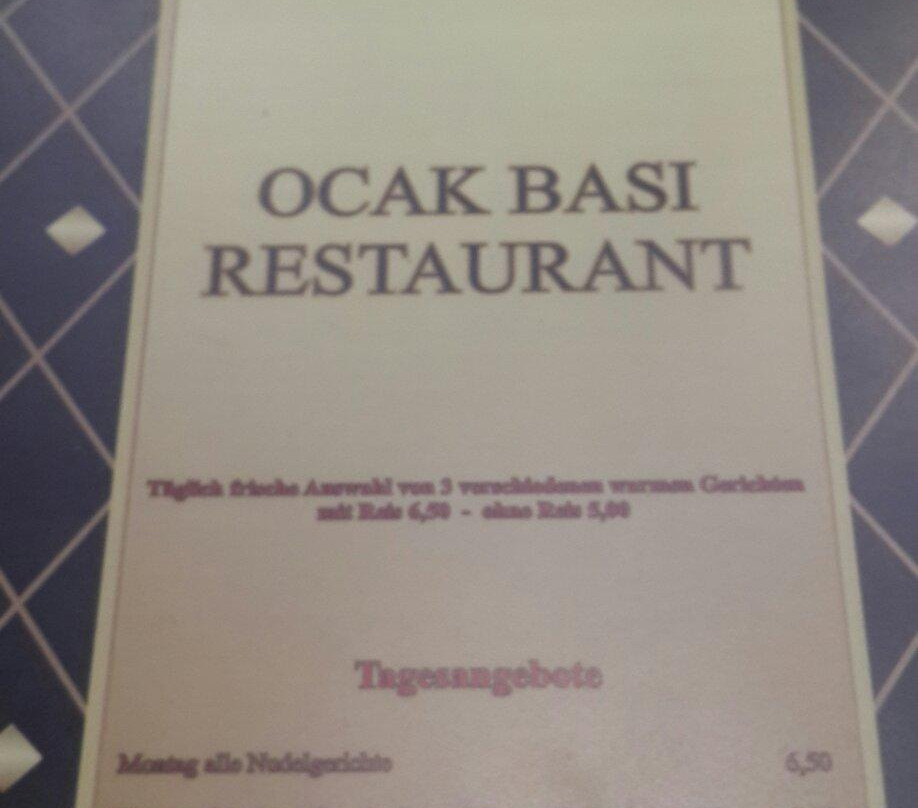 OCAK BASI
RESTAURANT
Täglich frische Auswahl von 3 verschiedenen warmen Gerichten
mit Reis 6,50 - ohne Reis 5,00
Tagesangebote
Montag alle Nudelgerichte 6,50